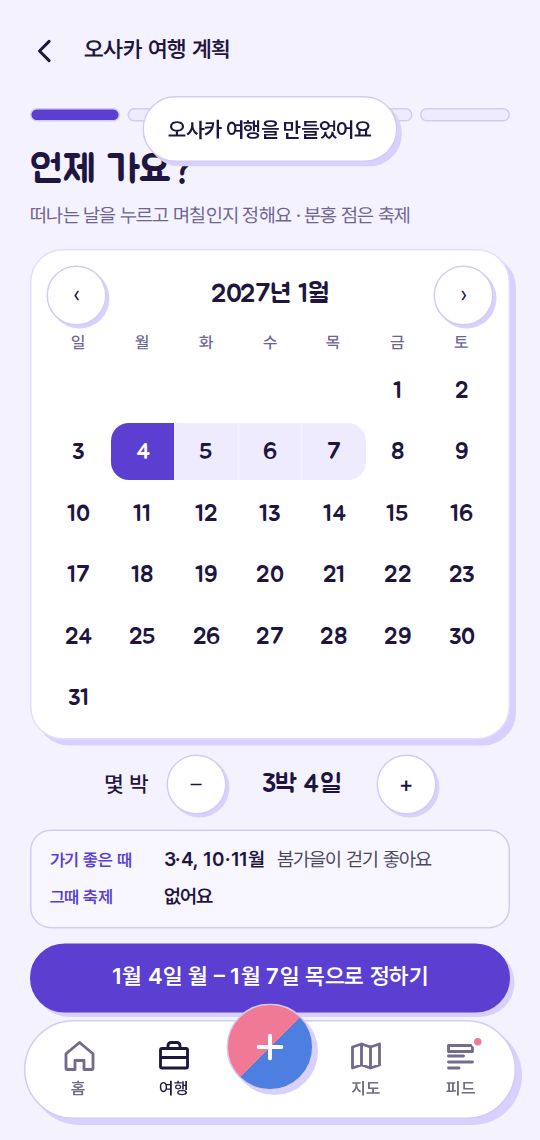 오사카 여행 계획
오사카 여행을 만들었어요
언제 가요?
떠나는 날을 누르고 며칠인지 정해요 · 분홍 점은 축제
‹ 2027년 1월 ›
일 월 화 수 목 금 토
1 2
3 4 5 6 7 8 9
10 11 12 13 14 15 16
17 18 19 20 21 22 23
24 25 26 27 28 29 30
31
몇 박 − 3박 4일 +
가기 좋은 때 3·4, 10·11월 봄가을이 걷기 좋아요
그때 축제 없어요
1월 4일 월 – 1월 7일 목으로 정하기
홈 여행 지도 피드